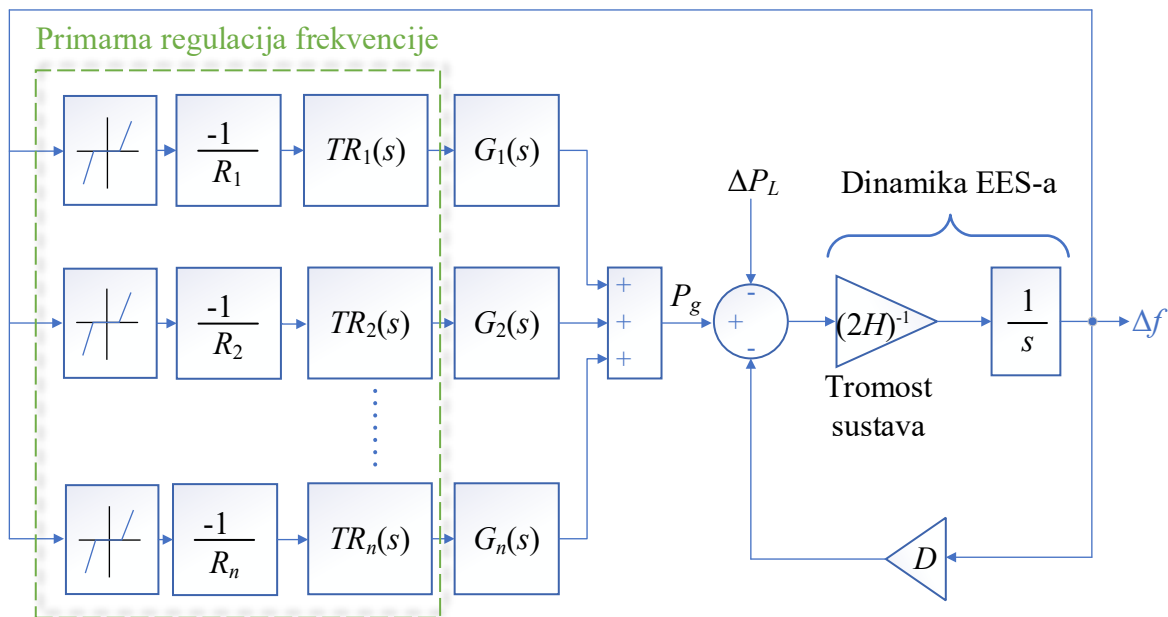 Primarna regulacija frekvencije
-1
R1
TR1(s)
G1(s)
ΔPL
Dinamika EES-a
-1
R2
TR2(s)
G2(s)
+
+
+
Pg
-
+
-
(2H)-1
1
s
Δf
Tromost
sustava
-1
Rn
TRn(s)
Gn(s)
D